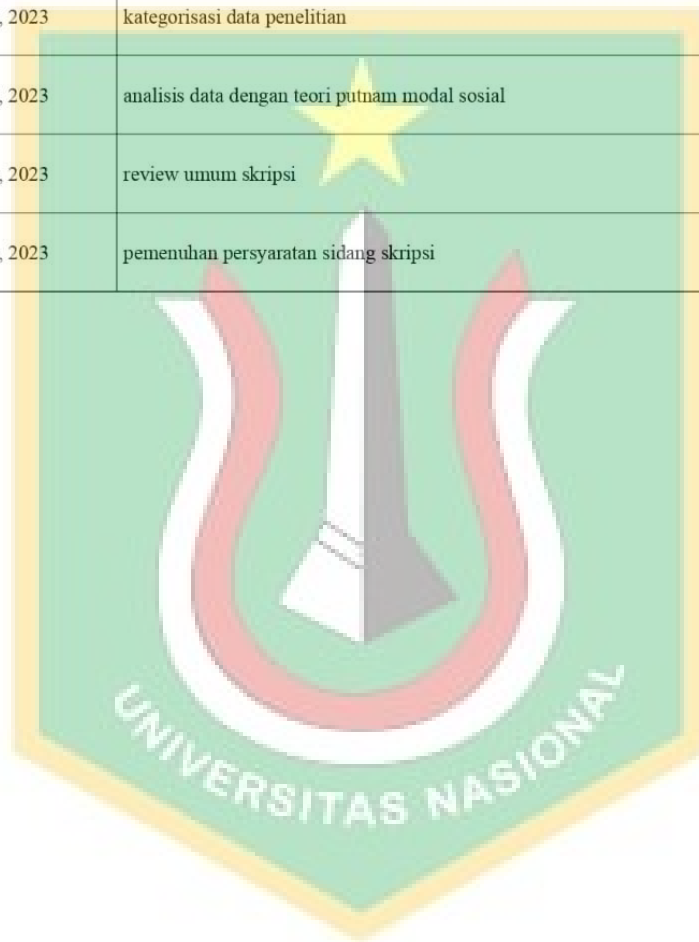 , 2023 kategorisasi data penelitian
, 2023 analisis data dengan teori putnam modal sosial
, 2023 review umum skripsi
, 2023 pemenuhan persyaratan sidang skripsi
UNIVERSITAS NASIONAL